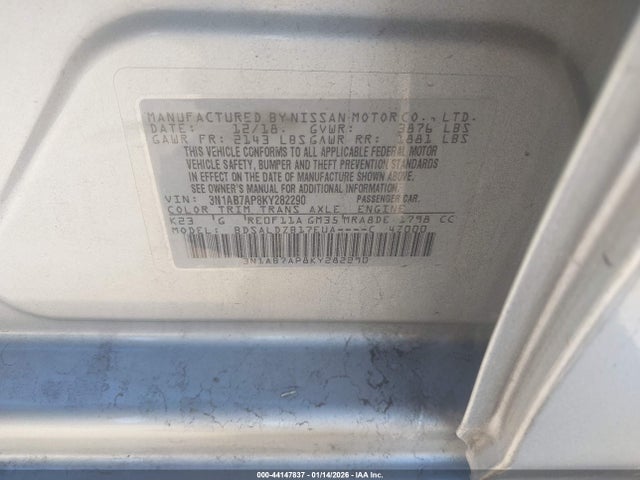 MANUFACTURED BY NISSAN MOTOR CO., LTD.
DATE: 12/18. GVWR: 3876 LBS
GAWR FR: 2143 LBS GAWR RR: 1881 LBS
THIS VEHICLE CONFORMS TO ALL APPLICABLE FEDERAL MOTOR
VEHICLE SAFETY, BUMPER AND THEFT PREVENTION STANDARDS
IN EFFECT ON THE DATE OF MANUFACTURE SHOWN ABOVE.
SEE OWNER'S MANUAL FOR ADDITIONAL INFORMATION.
VIN: 3N1AB7AP8KY282290 PASSENGER CAR.
COLOR TRIM TRANS AXLE ENGINE
K23 G RE0F11A GM35 MRA8DE 1798 CC
MODEL: BDSALDZB17EUA----C 42000
3N1AB7AP8KY282290
000-44147837 - 01/14/2026 - © IAA Inc.